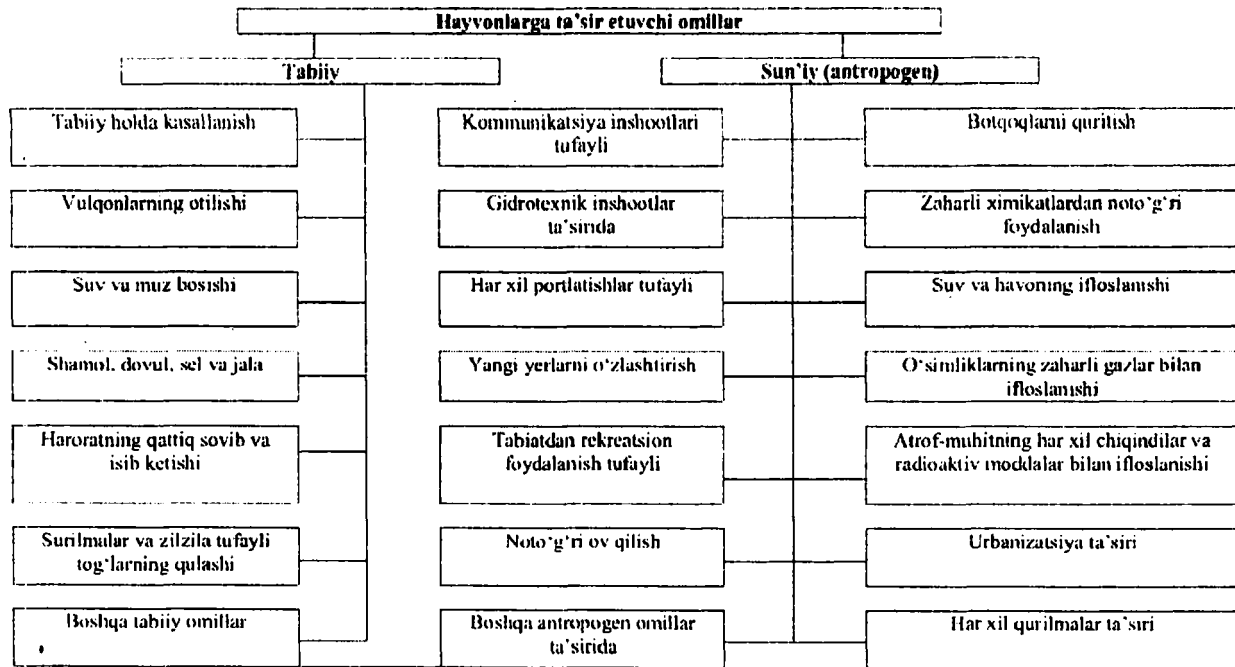 Hayvonlarga ta'sir etuvchi omillar
Tabiiy
Sun'iy (antropogen)
Tabiiy holda kasallanish
Vulqonlarning otilishi
Suv va muz bosishi
Shamol, dovul, sel va jala
Haroratning qattiq sovib va
isib ketishi
Surilmalar va zilzila tufayli
tog‘larning qulashi
Boshqa tabiiy omillar
Kommunikatsiya inshootlari
tufayli
Gidrotexnik inshootlar
ta'sirida
Har xil portlatishlar tufayli
Yangi yerlarni o‘zlashtirish
Tabiatdan rekreatsion
foydalanish tufayli
Noto‘g‘ri ov qilish
Boshqa antropogen omillar
ta'sirida
Botqoqlarni quritish
Zaharli ximikatlardan noto‘g‘ri
foydalanish
Suv va havoning ifloslanishi
O‘simliklarning zaharli gazlar bilan
ifloslanishi
Atrof-muhitning har xil chiqindilar va
radioaktiv moddalar bilan ifloslanishi
Urbanizatsiya ta'siri
Har xil qurilmalar ta'siri